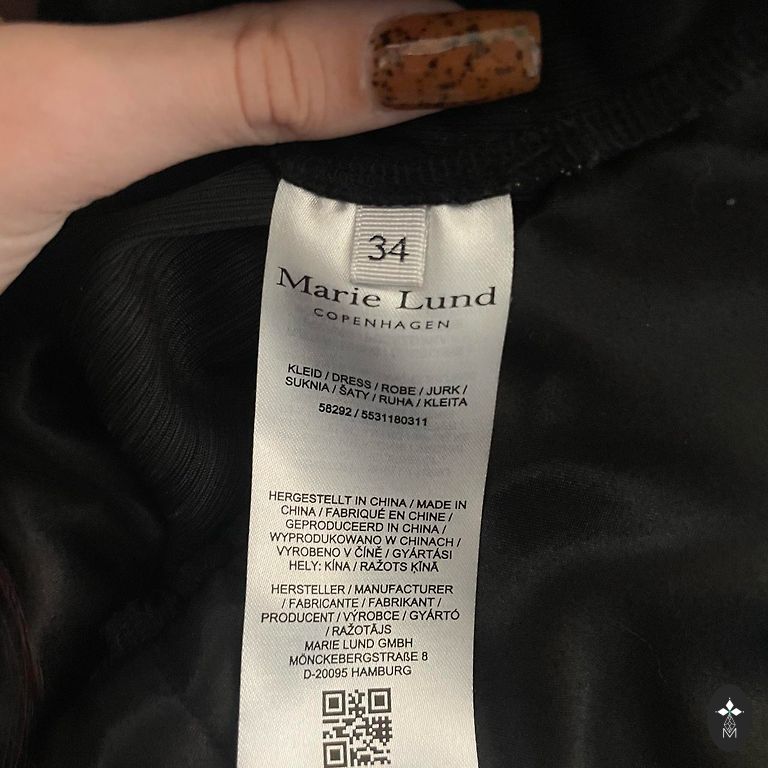 34
Marie Lund
COPENHAGEN
KLEID / DRESS / ROBE / JURK /
SUKNIA / ŠATY / RUHA / KLEITA
58292 / 5531180311
HERGESTELLT IN CHINA / MADE IN
CHINA / FABRIQUÉ EN CHINE /
GEPRODUCEERD IN CHINA /
WYPRODUKOWANO W CHINACH /
VYROBENO V ČÍNĚ / GYÁRTÁSI
HELY: KÍNA / RAŽOTS ĶĪNĀ
HERSTELLER / MANUFACTURER
/ FABRICANTE / FABRIKANT /
PRODUCENT / VÝROBCE / GYÁRTÓ
/ RAŽOTĀJS
MARIE LUND GMBH
MÖNCKEBERGSTRAßE 8
D-20095 HAMBURG
M